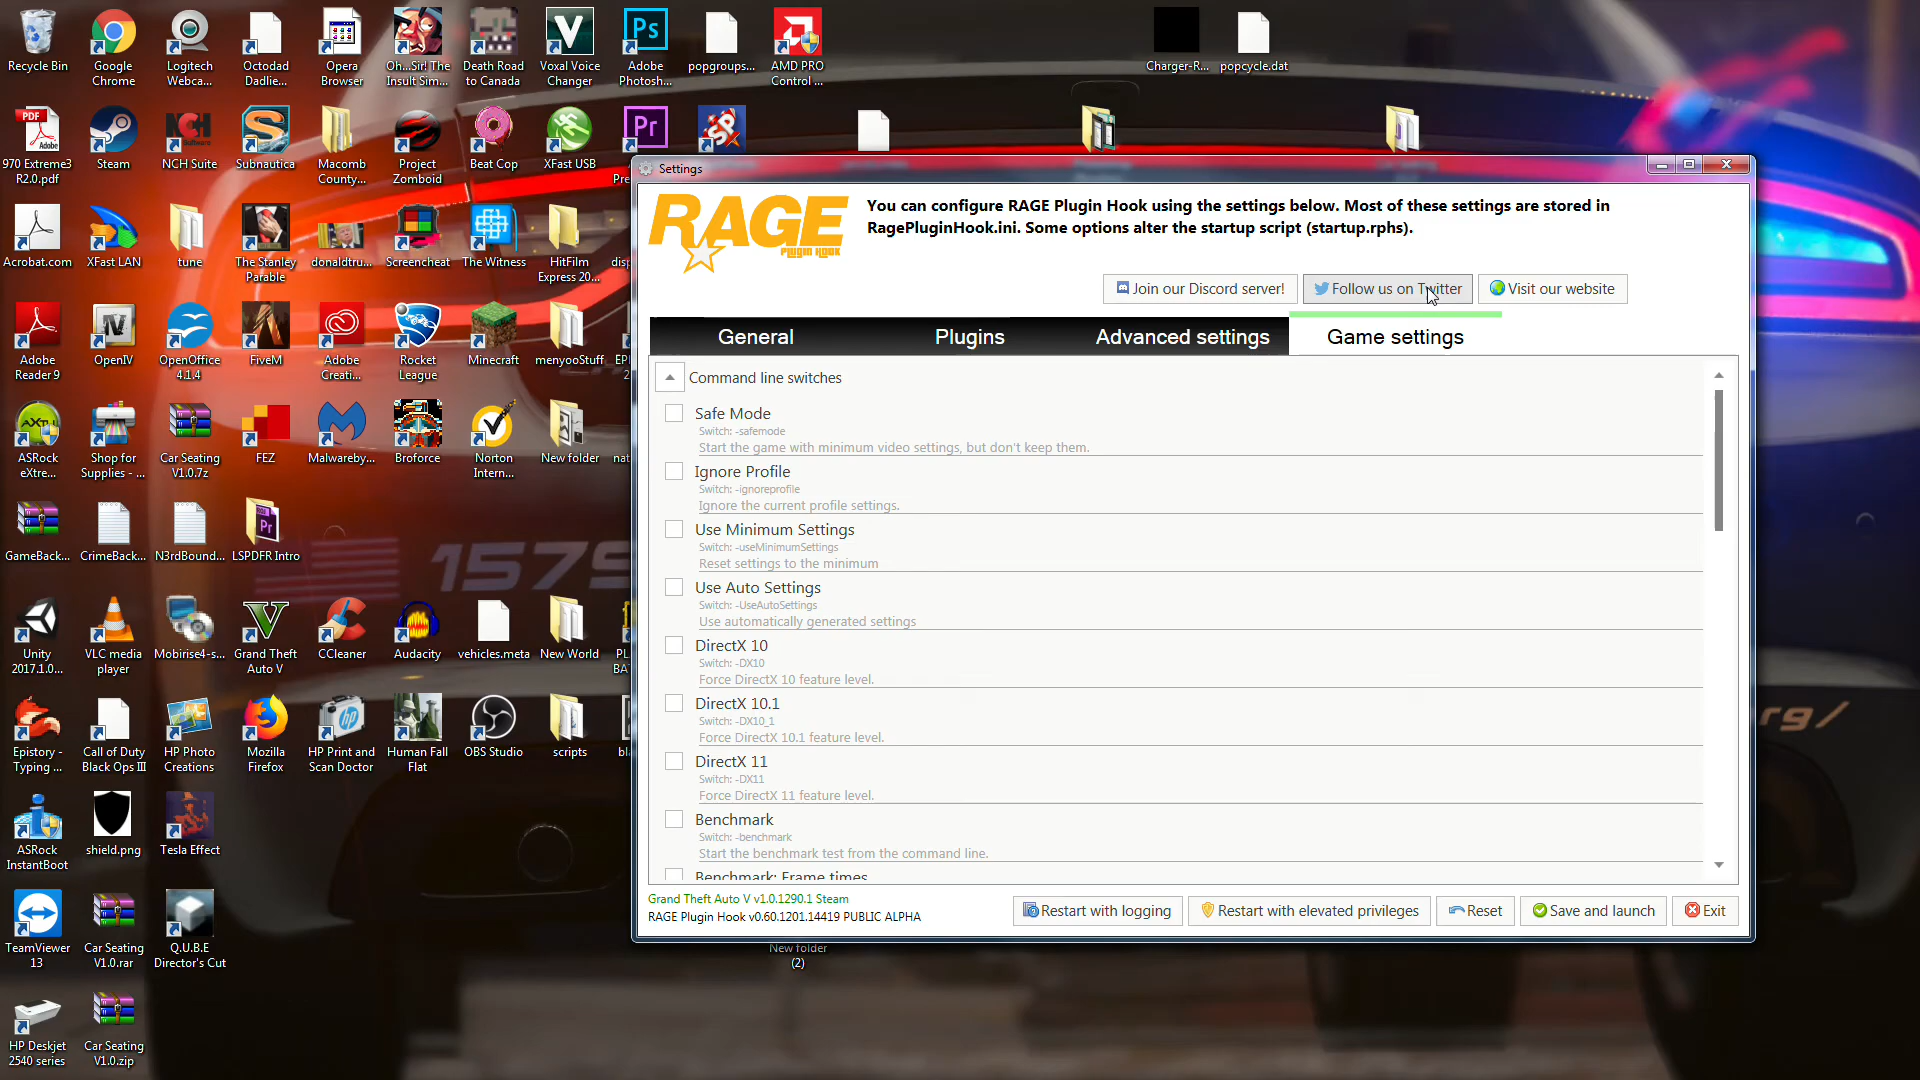 Recycle Bin
Google
Chrome
Logitech
Webca...
Octodad
Dadlie...
Opera
Browser
Oh...Sir! The
Insult Sim...
Death Road
to Canada
Voxal Voice
Changer
Adobe
Photosh...
popgroups...
AMD PRO
Control ...
Charger-R...
popcycle.dat
970 Extreme3
R2.0.pdf
Steam
NCH Suite
Subnautica
Macomb
County...
Project
Zomboid
Beat Cop
XFast USB
Acrobat.com
XFast LAN
tune
The Stanley
Parable
donaldtru...
Screencheat
The Witness
HitFilm
Express 20...
Adobe
Reader 9
OpenIV
OpenOffice
4.1.4
FiveM
Adobe
Creati...
Rocket
League
Minecraft
menyooStuff
ASRock
eXtre...
Shop for
Supplies - ...
Car Seating
V1.0.7z
FEZ
Malwareby...
Broforce
Norton
Intern...
New folder
GameBack...
CrimeBack...
N3rdBound...
LSPDFR Intro
Unity
2017.1.0...
VLC media
player
Mobirise4-s...
Grand Theft
Auto V
CCleaner
Audacity
vehicles.meta
New World
Epistory -
Typing ...
Call of Duty
Black Ops III
HP Photo
Creations
Mozilla
Firefox
HP Print and
Scan Doctor
Human Fall
Flat
OBS Studio
scripts
ASRock
InstantBoot
shield.png
Tesla Effect
TeamViewer
13
Car Seating
V1.0.rar
Q.U.B.E
Director's Cut
New folder
(2)
HP Deskjet
2540 series
Car Seating
V1.0.zip
1579
Settings
RAGE
PLUGIN HOOK
You can configure RAGE Plugin Hook using the settings below. Most of these settings are stored in
RagePluginHook.ini. Some options alter the startup script (startup.rphs).
Join our Discord server!
Follow us on Twitter
Visit our website
General
Plugins
Advanced settings
Game settings
Command line switches
Safe Mode
Switch: -safemode
Start the game with minimum video settings, but don't keep them.
Ignore Profile
Switch: -ignoreprofile
Ignore the current profile settings.
Use Minimum Settings
Switch: -useMinimumSettings
Reset settings to the minimum
Use Auto Settings
Switch: -UseAutoSettings
Use automatically generated settings
DirectX 10
Switch: -DX10
Force DirectX 10 feature level.
DirectX 10.1
Switch: -DX10_1
Force DirectX 10.1 feature level.
DirectX 11
Switch: -DX11
Force DirectX 11 feature level.
Benchmark
Switch: -benchmark
Start the benchmark test from the command line.
Benchmark: Frame times
Grand Theft Auto V v1.0.1290.1 Steam
RAGE Plugin Hook v0.60.1201.14419 PUBLIC ALPHA
Restart with logging
Restart with elevated privileges
Reset
Save and launch
Exit